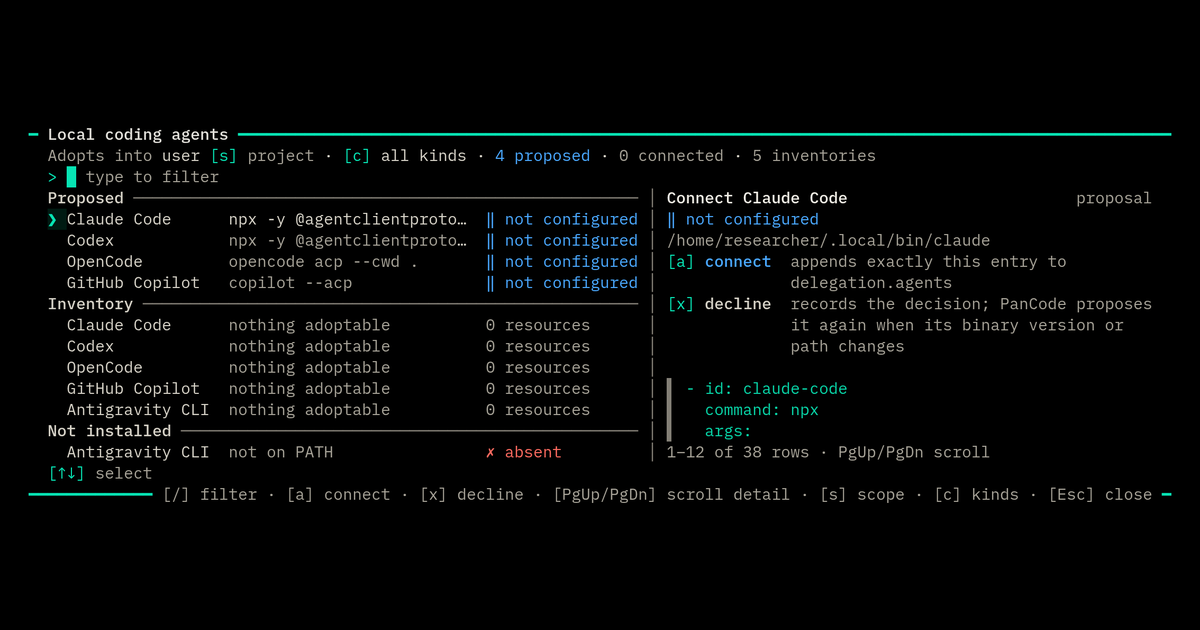 Local coding agents
Adopts into user [s] project · [c] all kinds · 4 proposed · 0 connected · 5 inventories
> type to filter
Proposed
❯ Claude Code npx -y @agentclientproto… ‖ not configured
Codex npx -y @agentclientproto… ‖ not configured
OpenCode opencode acp --cwd . ‖ not configured
GitHub Copilot copilot --acp ‖ not configured
Inventory
Claude Code nothing adoptable 0 resources
Codex nothing adoptable 0 resources
OpenCode nothing adoptable 0 resources
GitHub Copilot nothing adoptable 0 resources
Antigravity CLI nothing adoptable 0 resources
Not installed
Antigravity CLI not on PATH ✗ absent
Connect Claude Code proposal
‖ not configured
/home/researcher/.local/bin/claude
[a] connect appends exactly this entry to
delegation.agents
[x] decline records the decision; PanCode proposes
it again when its binary version or
path changes
- id: claude-code
command: npx
args:
1–12 of 38 rows · PgUp/PgDn scroll
[↑↓] select
[/] filter · [a] connect · [x] decline · [PgUp/PgDn] scroll detail · [s] scope · [c] kinds · [Esc] close